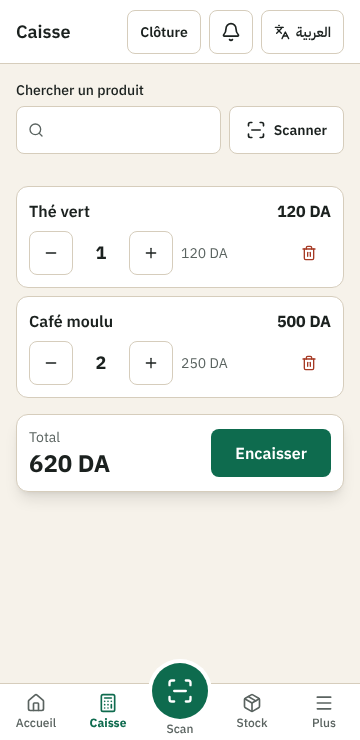 Caisse
Clôture
العربية
Chercher un produit
Scanner
Thé vert
120 DA
1
120 DA
Café moulu
500 DA
2
250 DA
Total
620 DA
Encaisser
Accueil
Caisse
Scan
Stock
Plus